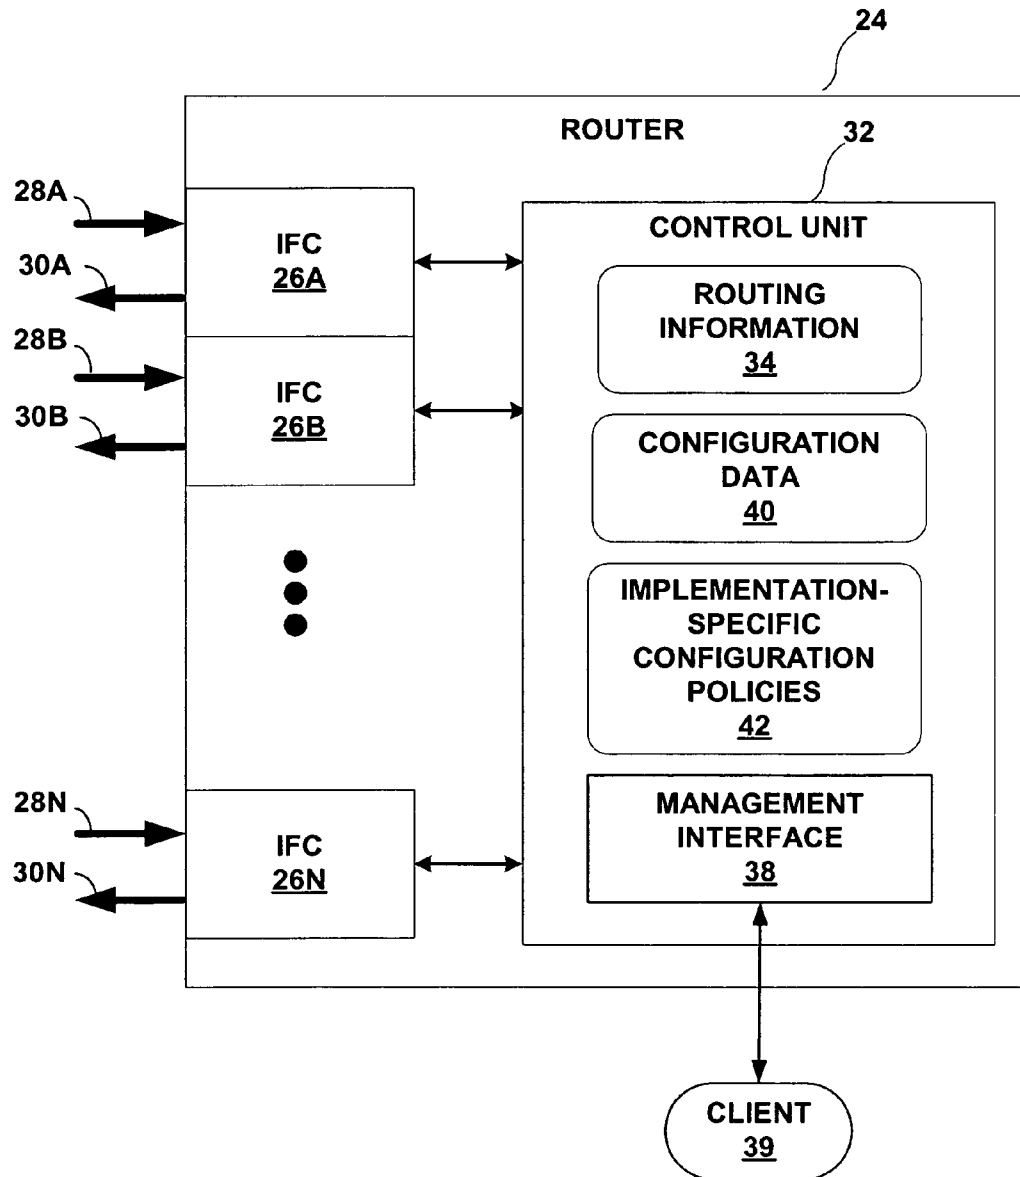 24
ROUTER
32
28A
30A
28B
30B
IFC
26A
IFC
26B
CONTROL UNIT
ROUTING
INFORMATION
34
CONFIGURATION
DATA
40
IMPLEMENTATION-
SPECIFIC
CONFIGURATION
POLICIES
42
28N
30N
IFC
26N
MANAGEMENT
INTERFACE
38
CLIENT
39